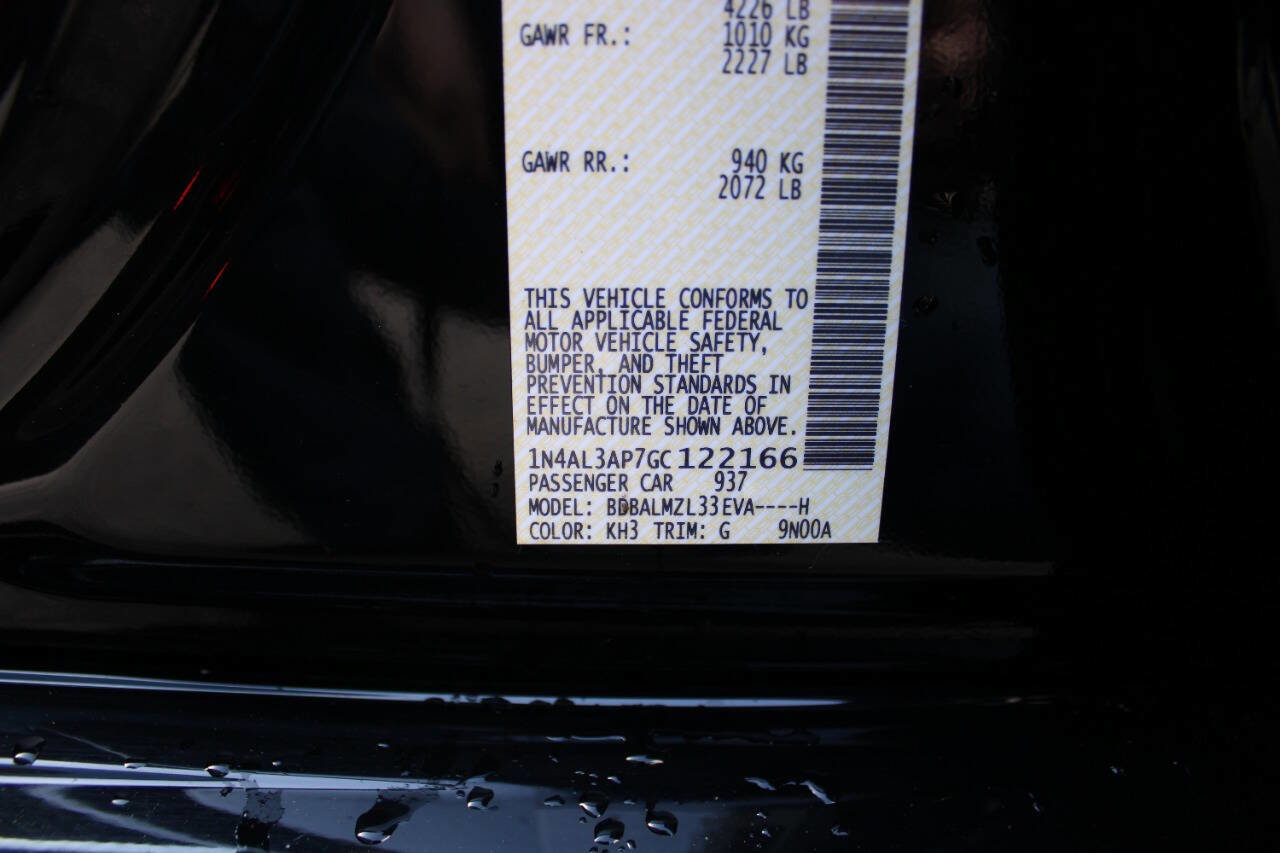 4226 LB
GAWR FR.: 1010 KG
2227 LB
GAWR RR.: 940 KG
2072 LB
THIS VEHICLE CONFORMS TO
ALL APPLICABLE FEDERAL
MOTOR VEHICLE SAFETY,
BUMPER, AND THEFT
PREVENTION STANDARDS IN
EFFECT ON THE DATE OF
MANUFACTURE SHOWN ABOVE.
1N4AL3AP7GC122166
PASSENGER CAR 937
MODEL: BDBALMZL33EVA----H
COLOR: KH3 TRIM: G 9N00A